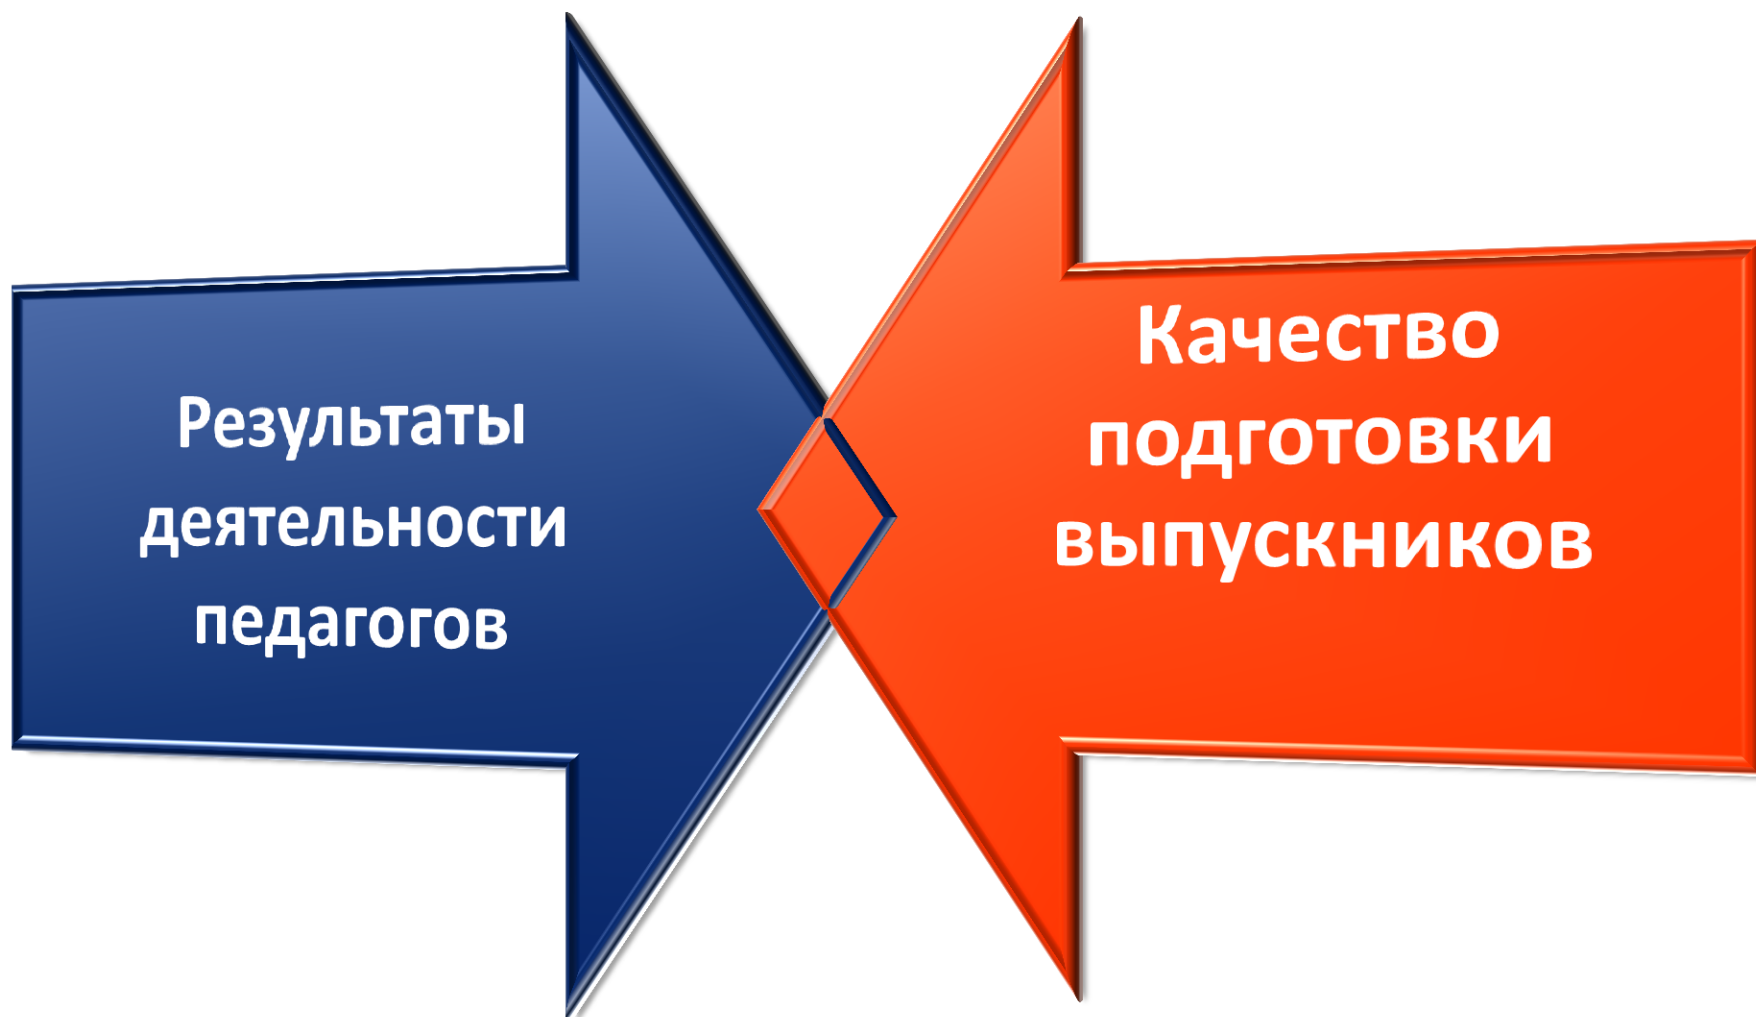 Результаты
деятельности
педагогов
Качество
подготовки
выпускников